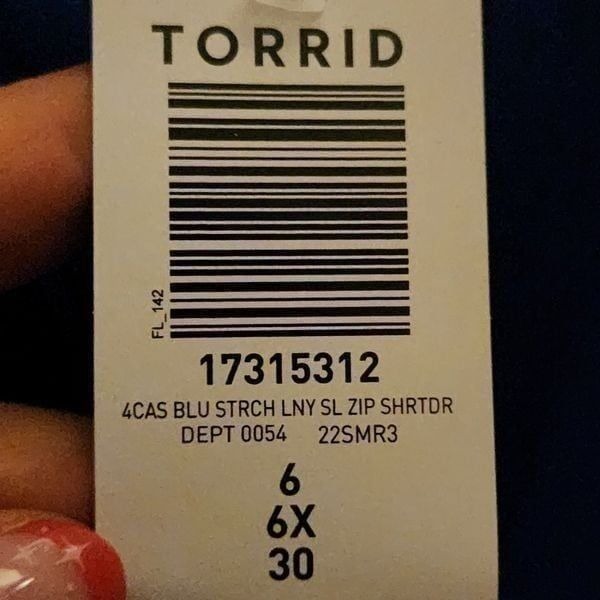 TORRID
FL_142
17315312
4CAS BLU STRCH LNY SL ZIP SHRTDR
DEPT 0054 22SMR3
6
6X
30